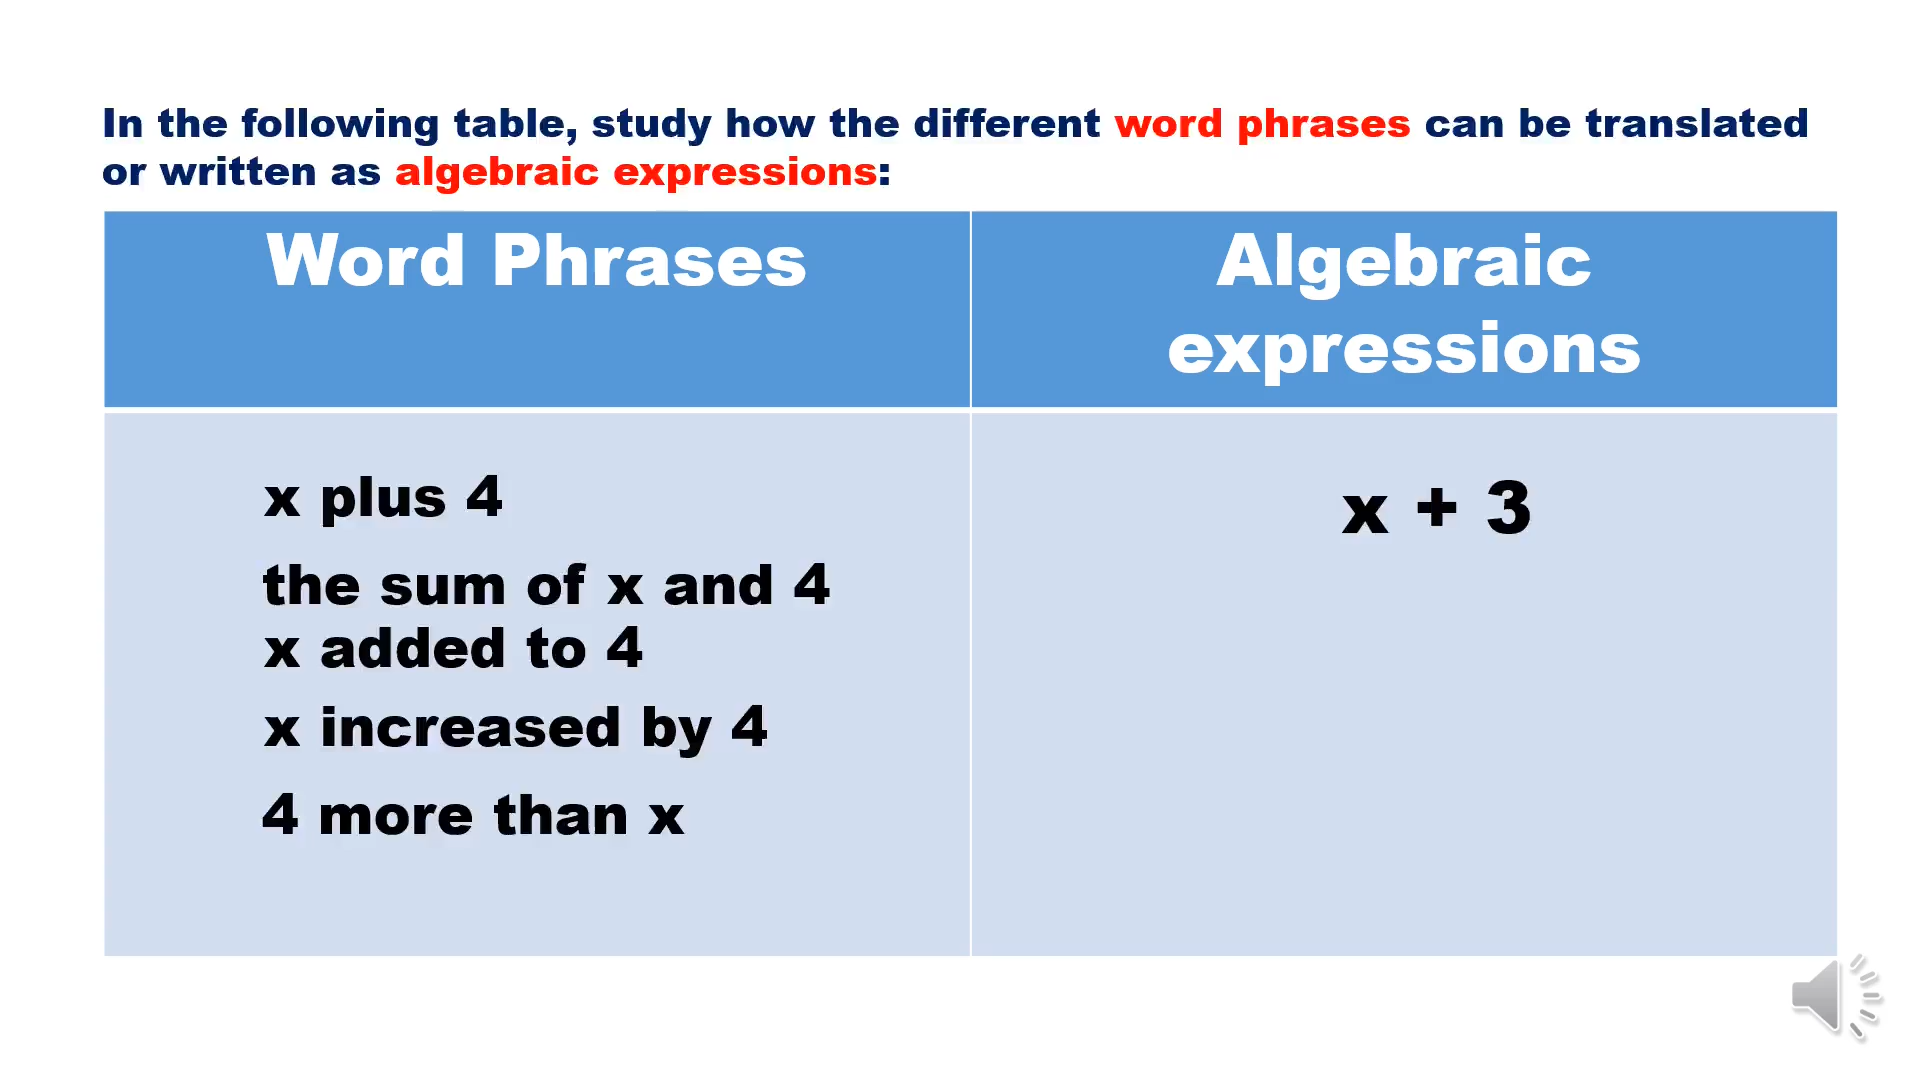 In the following table, study how the different word phrases can be translated
or written as algebraic expressions:
Word Phrases
Algebraic
expressions
x plus 4
the sum of x and 4
x added to 4
x increased by 4
4 more than x
x + 3